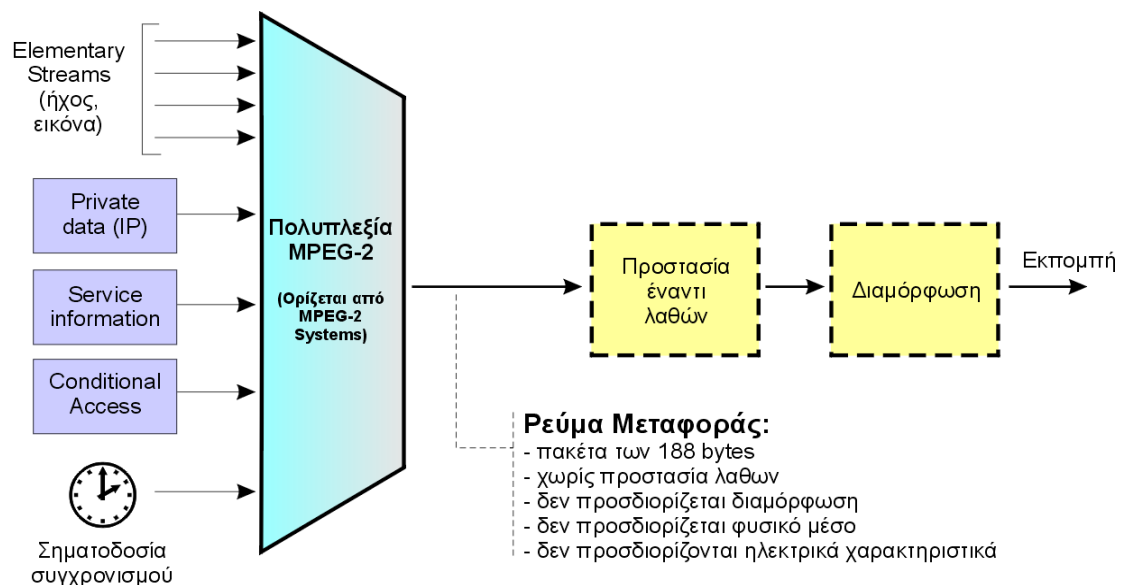 Elementary
Streams
(ήχος,
εικόνα)
Private
data (IP)
Service
information
Conditional
Access
Σηματοδοσία
συγχρονισμού
Πολυπλεξία
MPEG-2
(Ορίζεται από
MPEG-2
Systems)
Προστασία
έναντι
λαθών
Διαμόρφωση
Εκπομπή
Ρεύμα Μεταφοράς:
- πακέτα των 188 bytes
- χωρίς προστασία λαθων
- δεν προσδιορίζεται διαμόρφωση
- δεν προσδιορίζεται φυσικό μέσο
- δεν προσδιορίζονται ηλεκτρικά χαρακτηριστικά